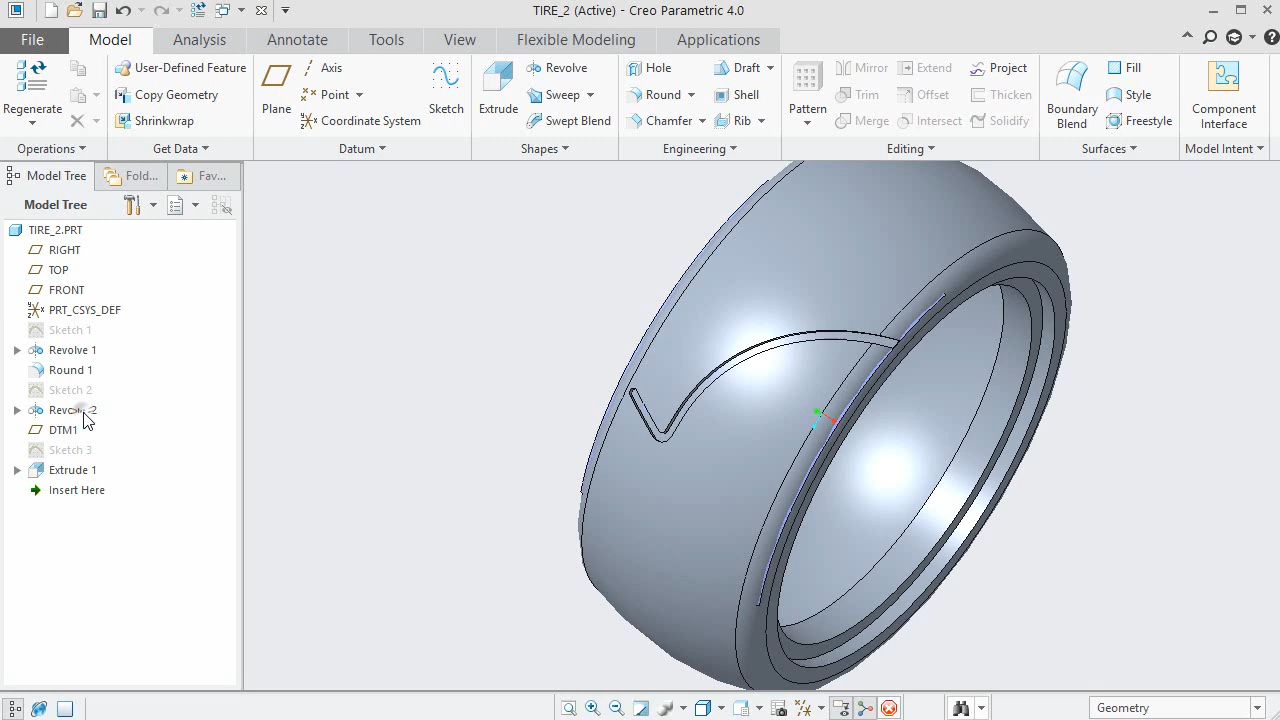 TIRE_2 (Active) - Creo Parametric 4.0
File Model Analysis Annotate Tools View Flexible Modeling Applications
Regenerate
User-Defined Feature
Copy Geometry
Shrinkwrap
Plane
Axis
Point
Coordinate System
Sketch
Extrude
Revolve
Sweep
Swept Blend
Hole
Round
Chamfer
Draft
Shell
Rib
Pattern
Mirror
Trim
Merge
Extend
Offset
Intersect
Project
Thicken
Solidify
Boundary
Blend
Fill
Style
Freestyle
Component
Interface
Operations Get Data Datum Shapes Engineering Editing Surfaces Model Intent
Model Tree Fold... Fav...
Model Tree
TIRE_2.PRT
RIGHT
TOP
FRONT
PRT_CSYS_DEF
Sketch 1
Revolve 1
Round 1
Sketch 2
Revolve 2
DTM1
Sketch 3
Extrude 1
Insert Here
Geometry